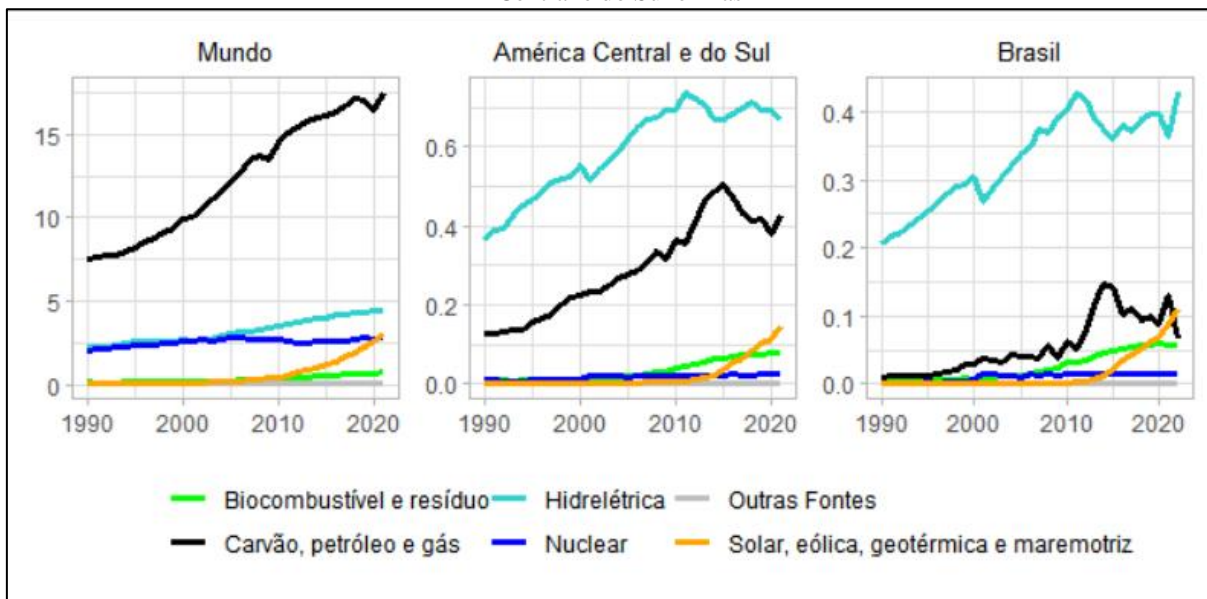 Mundo América Central e do Sul Brasil
15
10
5
0
1990 2000 2010 2020
0.6
0.4
0.2
0.0
1990 2000 2010 2020
0.4
0.3
0.2
0.1
0.0
1990 2000 2010 2020
Biocombustível e resíduo Hidrelétrica Outras Fontes
Carvão, petróleo e gás Nuclear Solar, eólica, geotérmica e maremotriz